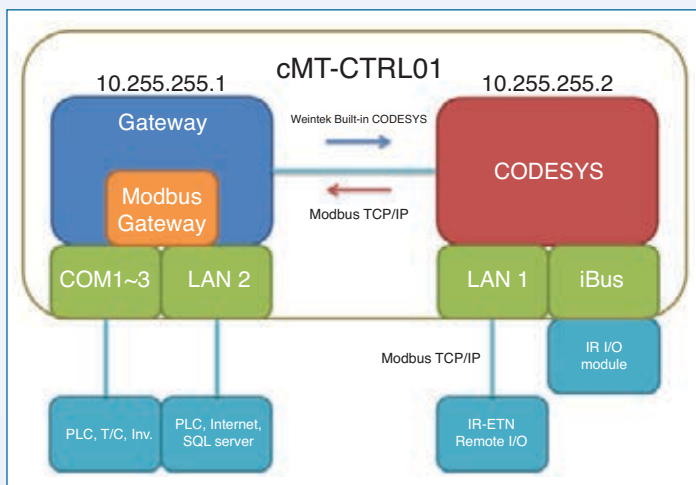 cMT-CTRL01
10.255.255.1
10.255.255.2
Gateway
Modbus
Gateway
Weintek Built-in CODESYS
Modbus TCP/IP
CODESYS
COM1~3
LAN 2
LAN 1
iBus
Modbus TCP/IP
IR I/O
module
PLC, T/C, Inv.
PLC, Internet,
SQL server
IR-ETN
Remote I/O